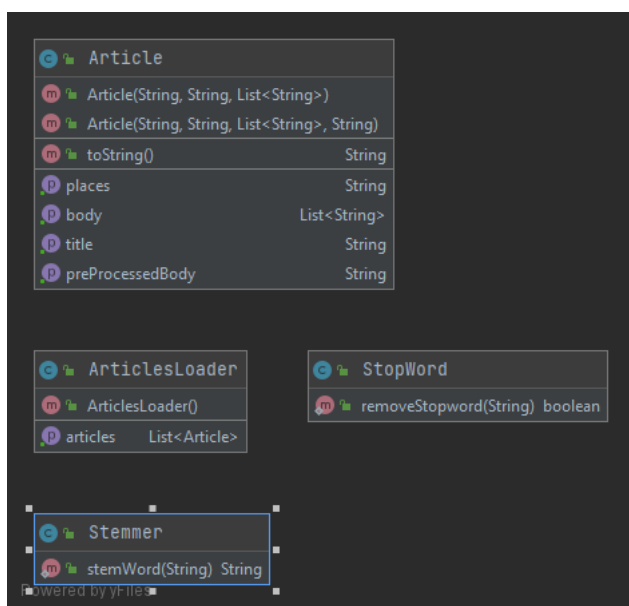 Article
Article(String, String, List<String>)
Article(String, String, List<String>, String)
toString() String
places String
body List<String>
title String
preProcessedBody String
ArticlesLoader
ArticlesLoader()
articles List<Article>
StopWord
removeStopword(String) boolean
Stemmer
stemWord(String) String
Powered by yFiles